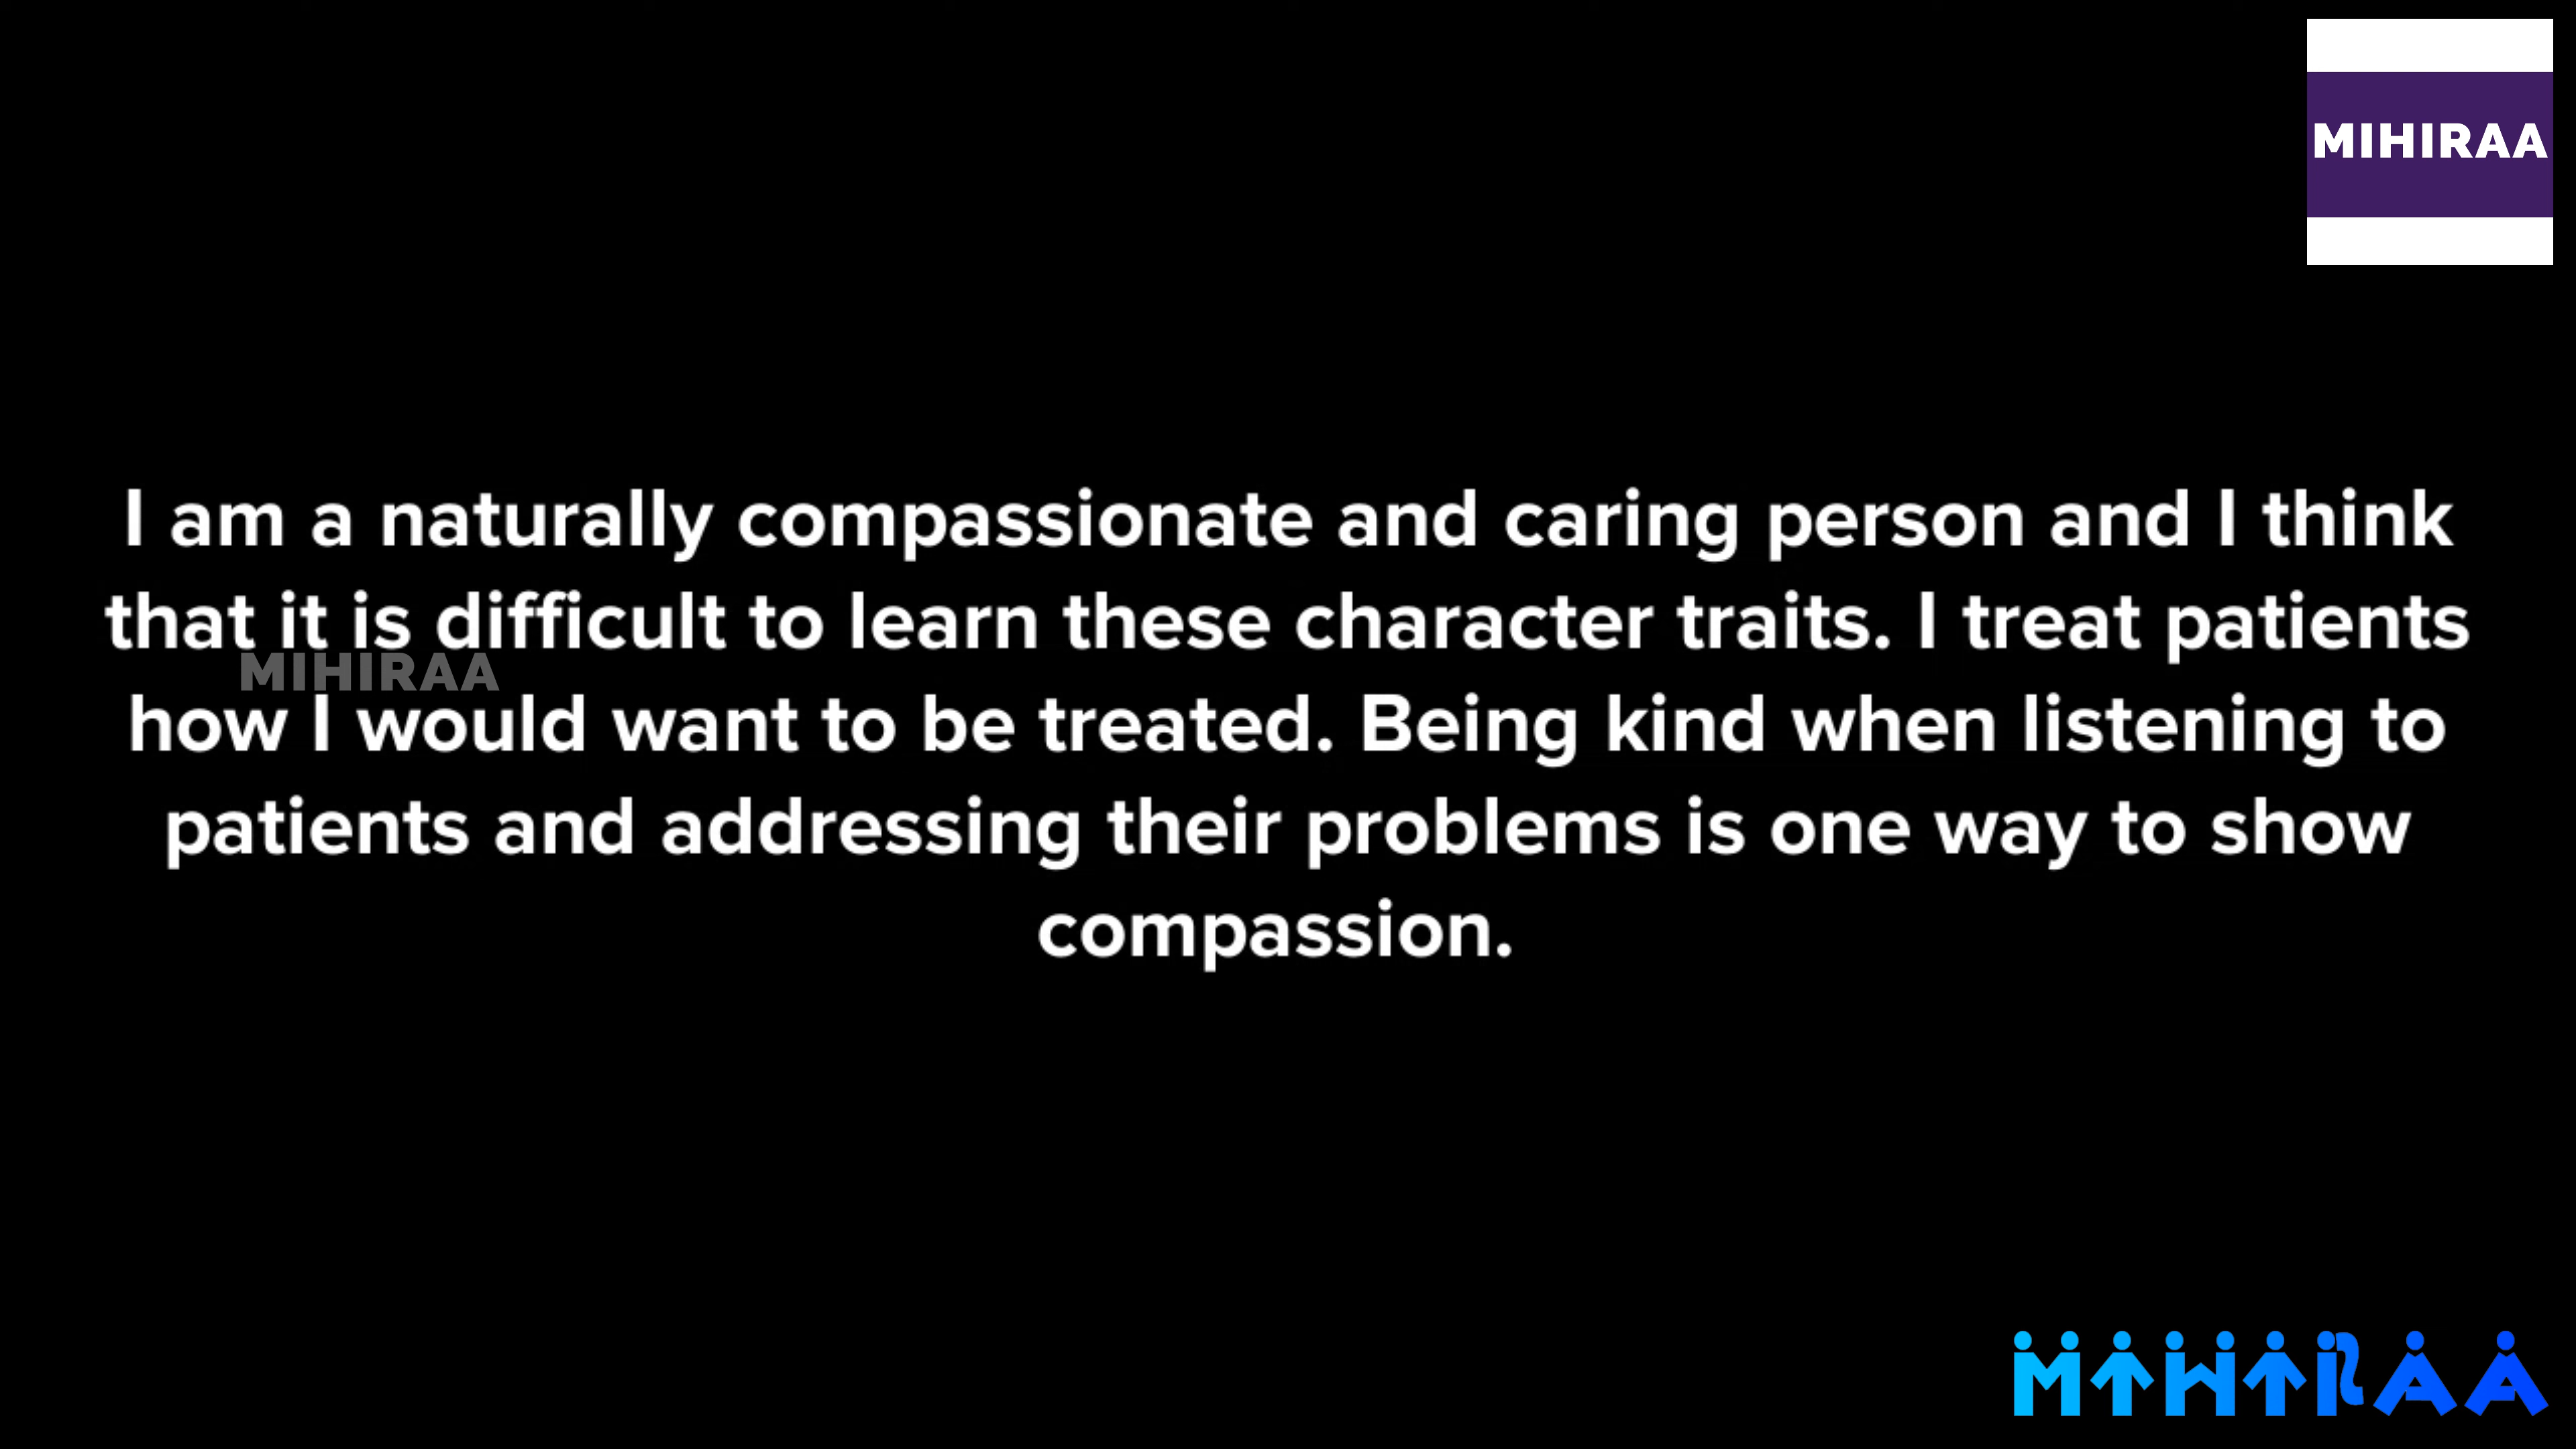 MIHIRAA
I am a naturally compassionate and caring person and I think
that it is difficult to learn these character traits. I treat patients
MIHIRAA
how I would want to be treated. Being kind when listening to
patients and addressing their problems is one way to show
compassion.
MIHIRAA